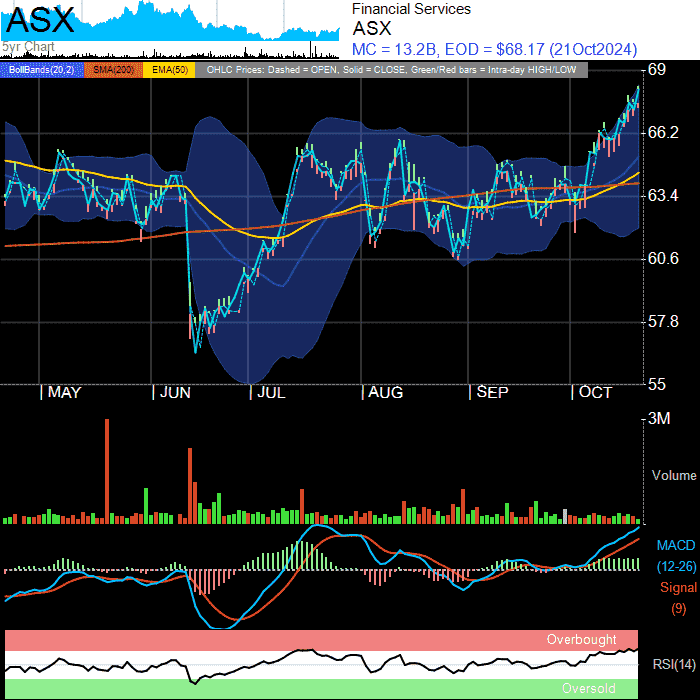 ASX
5yr Chart
Financial Services
ASX
MC = 13.2B, EOD = $68.17 (21Oct2024)
BollBands(20,2) SMA(200) EMA(50) OHLC Prices: Dashed = OPEN, Solid = CLOSE, Green/Red bars = Intra-day HIGH/LOW
69
66.2
63.4
60.6
57.8
55
MAY JUN JUL AUG SEP OCT
3M
Volume
MACD
(12-26)
Signal
(9)
Overbought
RSI(14)
Oversold